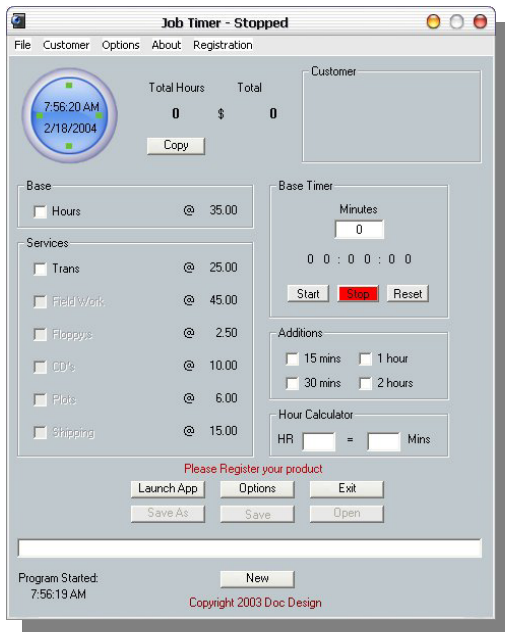 Job Timer - Stopped
File Customer Options About Registration
7:56:20 AM
2/18/2004
Total Hours Total
0 $ 0
Copy
Customer
Base
Hours @ 35.00
Services
Trans @ 25.00
Field Work @ 45.00
Floppys @ 2.50
CD's @ 10.00
Plots @ 6.00
Shipping @ 15.00
Base Timer
Minutes
0
0 0 : 0 0 : 0 0
Start Stop Reset
Additions
15 mins 1 hour
30 mins 2 hours
Hour Calculator
HR = Mins
Please Register your product
Launch App Options Exit
Save As Save Open
Program Started:
7:56:19 AM
New
Copyright 2003 Doc Design